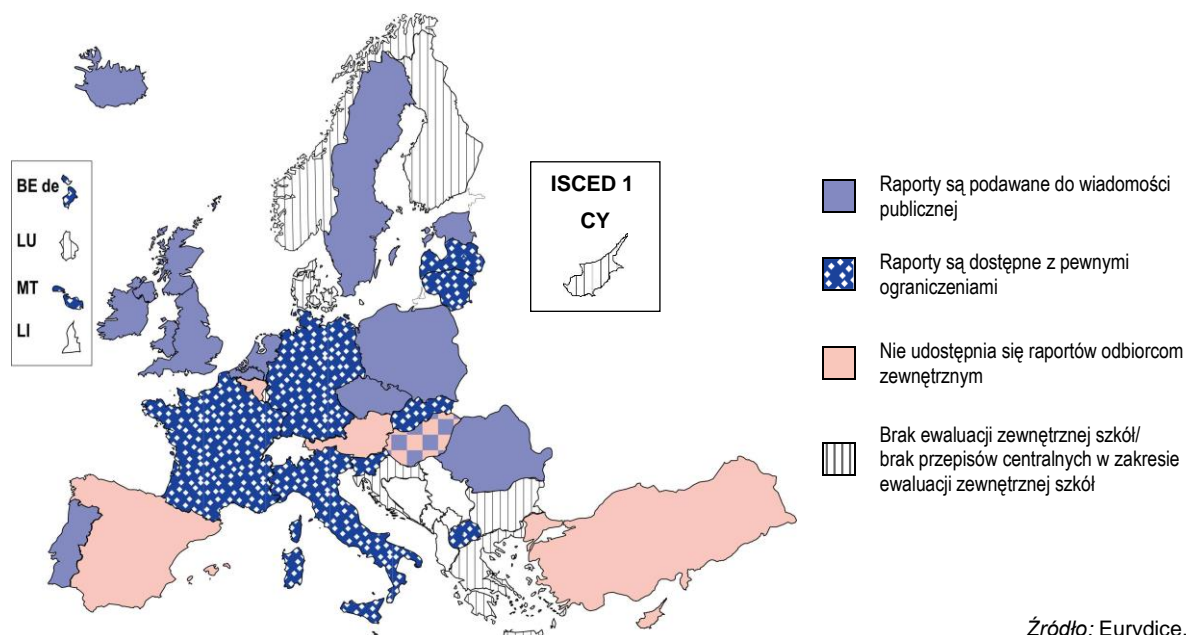 BE de
LU
MT
LI
ISCED 1
CY
Raporty są podawane do wiadomości
publicznej
Raporty są dostępne z pewnymi
ograniczeniami
Nie udostępnia się raportów odbiorcom
zewnętrznym
Brak ewaluacji zewnętrznej szkół/
brak przepisów centralnych w zakresie
ewaluacji zewnętrznej szkół
Źródło: Eurydice.